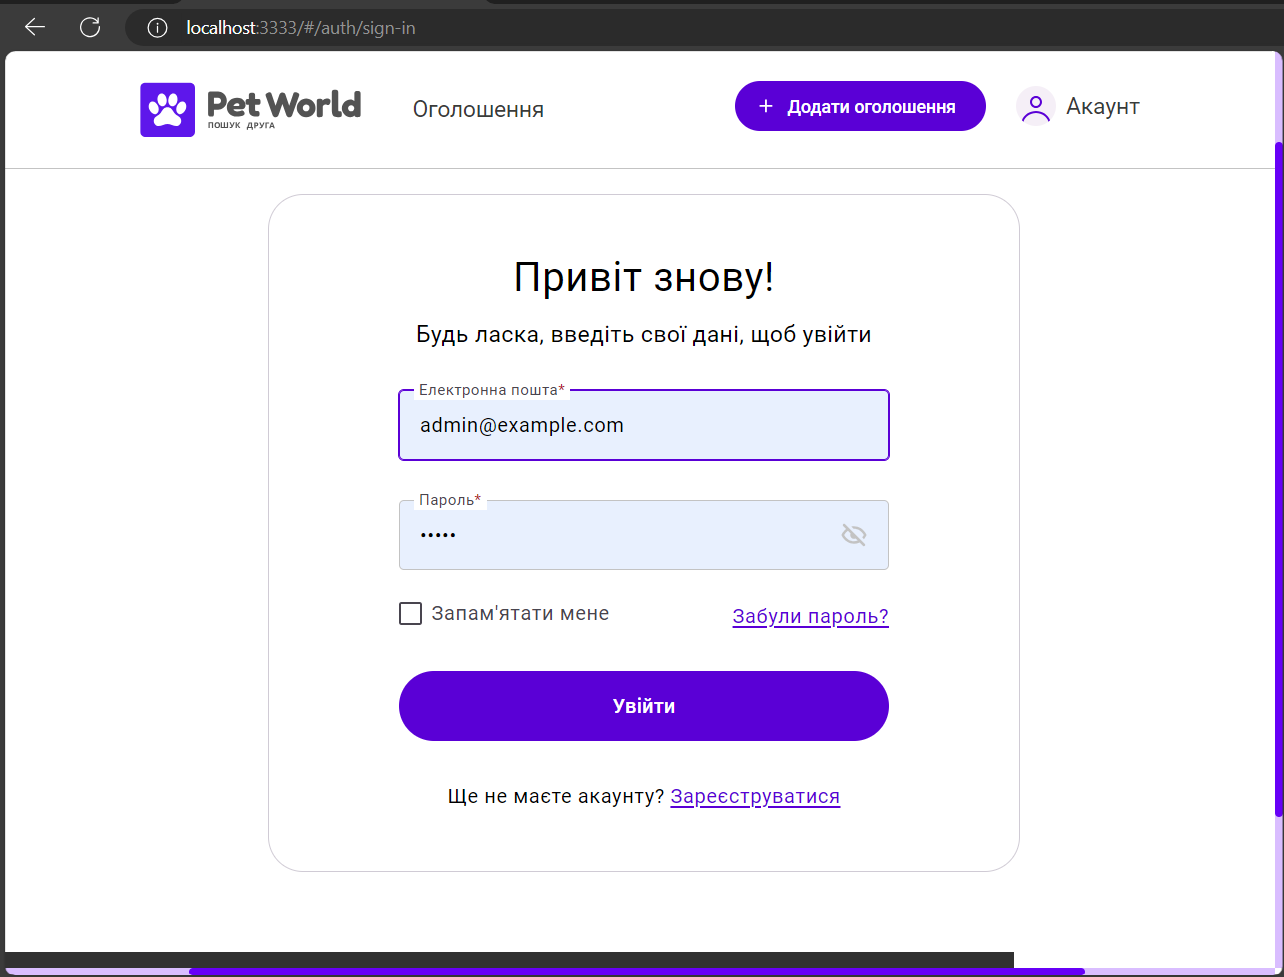 localhost:3333/#/auth/sign-in
Pet World
ПОШУК ДРУГА
Оголошення
+ Додати оголошення
Акаунт
Привіт знову!
Будь ласка, введіть свої дані, щоб увійти
Електронна пошта*
admin@example.com
Пароль*
•••••
Запам'ятати мене
Забули пароль?
Увійти
Ще не маєте акаунту? Зареєструватися